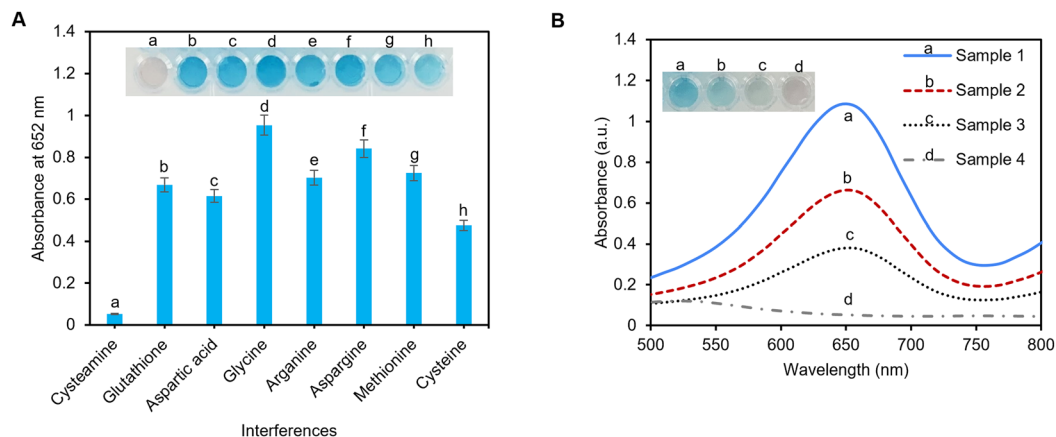 A
B
1.4
1.2
1
0.8
0.6
0.4
0.2
0
Absorbance at 652 nm
a b c d e f g h
a
b
c
d
e
f
g
h
Cysteamine
Glutathione
Aspartic acid
Glycine
Arganine
Aspargine
Methionine
Cysteine
Interferences
1.4
1.2
1
0.8
0.6
0.4
0.2
0
Absorbance (a.u.)
a b c d
a Sample 1
b Sample 2
c Sample 3
d Sample 4
a
b
c
d
500 550 600 650 700 750 800
Wavelength (nm)